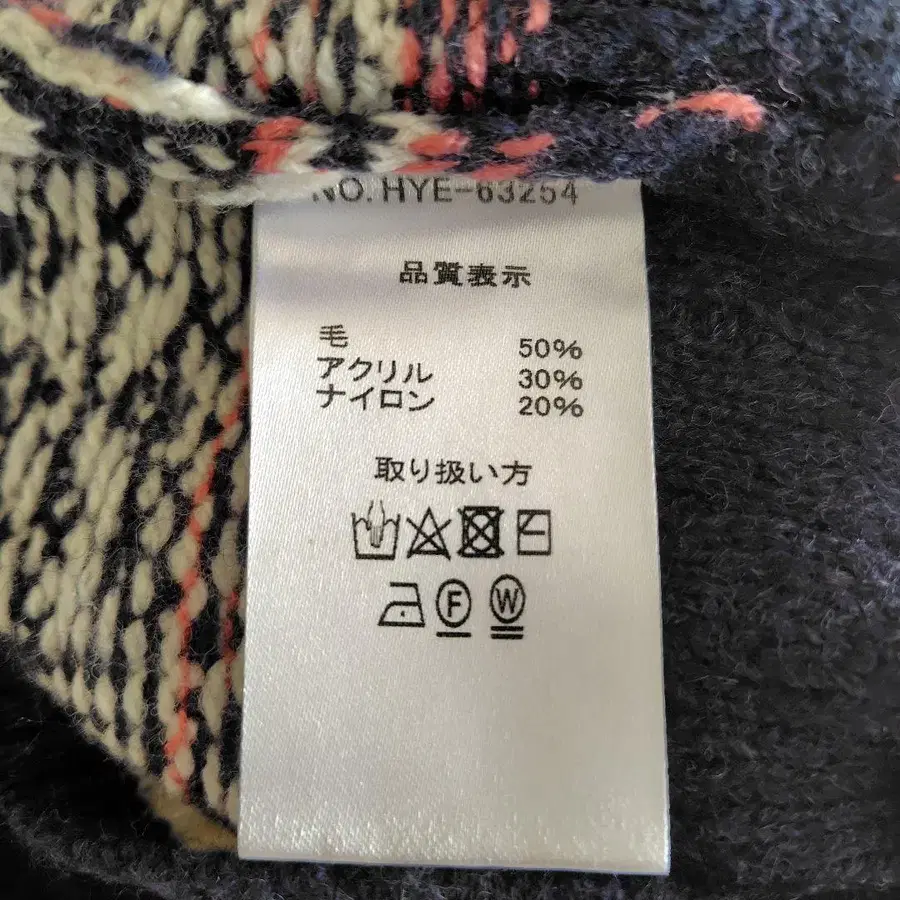 NO. HYE-63254
品質表示
毛 50%
アクリル 30%
ナイロン 20%
取り扱い方
F W